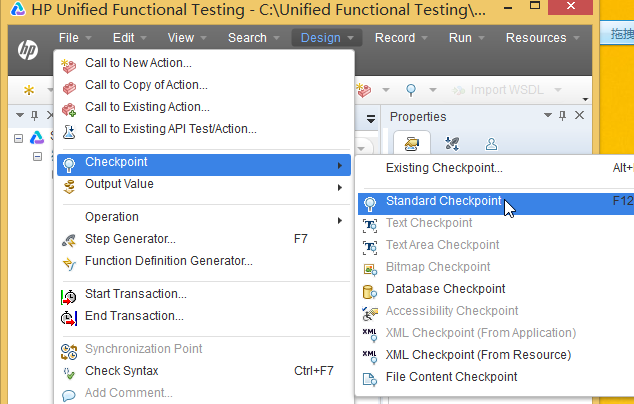 HP Unified Functional Testing - C:\Unified Functional Testing\...
hp
File Edit View Search Design Record Run Resources
拖拽
Import WSDL
Call to New Action...
Call to Copy of Action...
Call to Existing Action...
Call to Existing API Test/Action...
Properties
Checkpoint
Output Value
Operation
Step Generator... F7
Function Definition Generator...
Start Transaction...
End Transaction...
Synchronization Point
Check Syntax Ctrl+F7
Add Comment...
Existing Checkpoint... Alt+
Standard Checkpoint F12
Text Checkpoint
Text Area Checkpoint
Bitmap Checkpoint
Database Checkpoint
Accessibility Checkpoint
XML Checkpoint (From Application)
XML Checkpoint (From Resource)
File Content Checkpoint